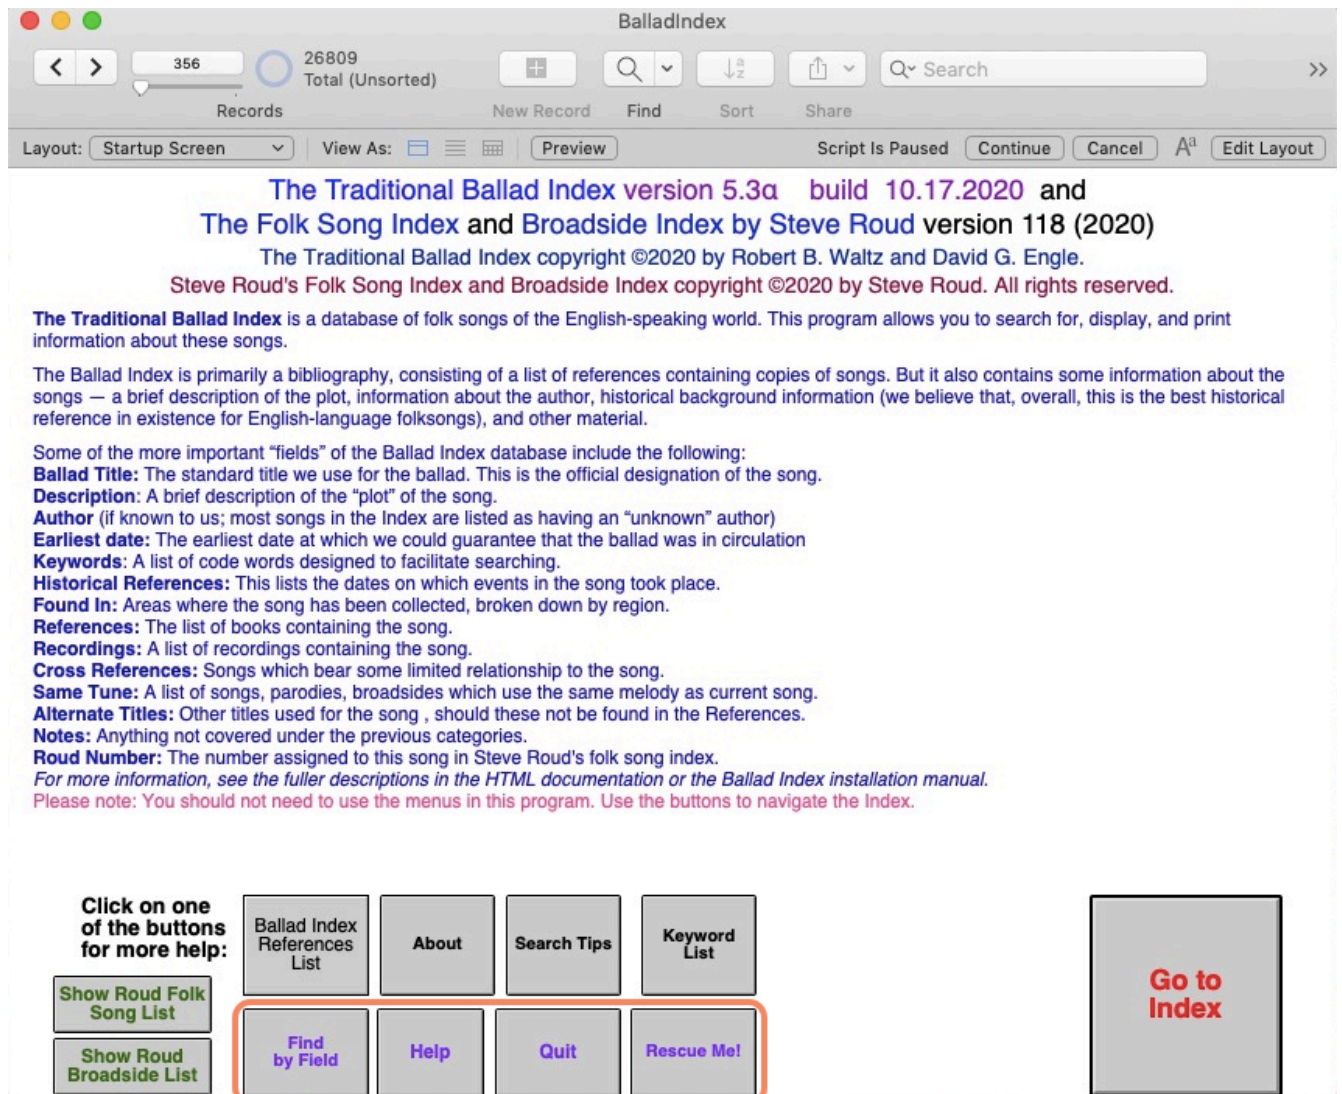 BalladIndex
356
26809
Total (Unsorted)
Search
Records
New Record
Find
Sort
Share
Layout:
Startup Screen
View As:
Preview
Script Is Paused
Continue
Cancel
Aa
Edit Layout
The Traditional Ballad Index version 5.3α build 10.17.2020 and
The Folk Song Index and Broadside Index by Steve Roud version 118 (2020)
The Traditional Ballad Index copyright ©2020 by Robert B. Waltz and David G. Engle.
Steve Roud's Folk Song Index and Broadside Index copyright ©2020 by Steve Roud. All rights reserved.
The Traditional Ballad Index is a database of folk songs of the English-speaking world. This program allows you to search for, display, and print
information about these songs.
The Ballad Index is primarily a bibliography, consisting of a list of references containing copies of songs. But it also contains some information about the
songs — a brief description of the plot, information about the author, historical background information (we believe that, overall, this is the best historical
reference in existence for English-language folksongs), and other material.
Some of the more important “fields” of the Ballad Index database include the following:
Ballad Title: The standard title we use for the ballad. This is the official designation of the song.
Description: A brief description of the “plot” of the song.
Author (if known to us; most songs in the Index are listed as having an “unknown” author)
Earliest date: The earliest date at which we could guarantee that the ballad was in circulation
Keywords: A list of code words designed to facilitate searching.
Historical References: This lists the dates on which events in the song took place.
Found In: Areas where the song has been collected, broken down by region.
References: The list of books containing the song.
Recordings: A list of recordings containing the song.
Cross References: Songs which bear some limited relationship to the song.
Same Tune: A list of songs, parodies, broadsides which use the same melody as current song.
Alternate Titles: Other titles used for the song , should these not be found in the References.
Notes: Anything not covered under the previous categories.
Roud Number: The number assigned to this song in Steve Roud's folk song index.
For more information, see the fuller descriptions in the HTML documentation or the Ballad Index installation manual.
Please note: You should not need to use the menus in this program. Use the buttons to navigate the Index.
Click on one
of the buttons
for more help:
Ballad Index
References
List
About
Search Tips
Keyword
List
Go to
Index
Show Roud Folk
Song List
Show Roud
Broadside List
Find
by Field
Help
Quit
Rescue Me!